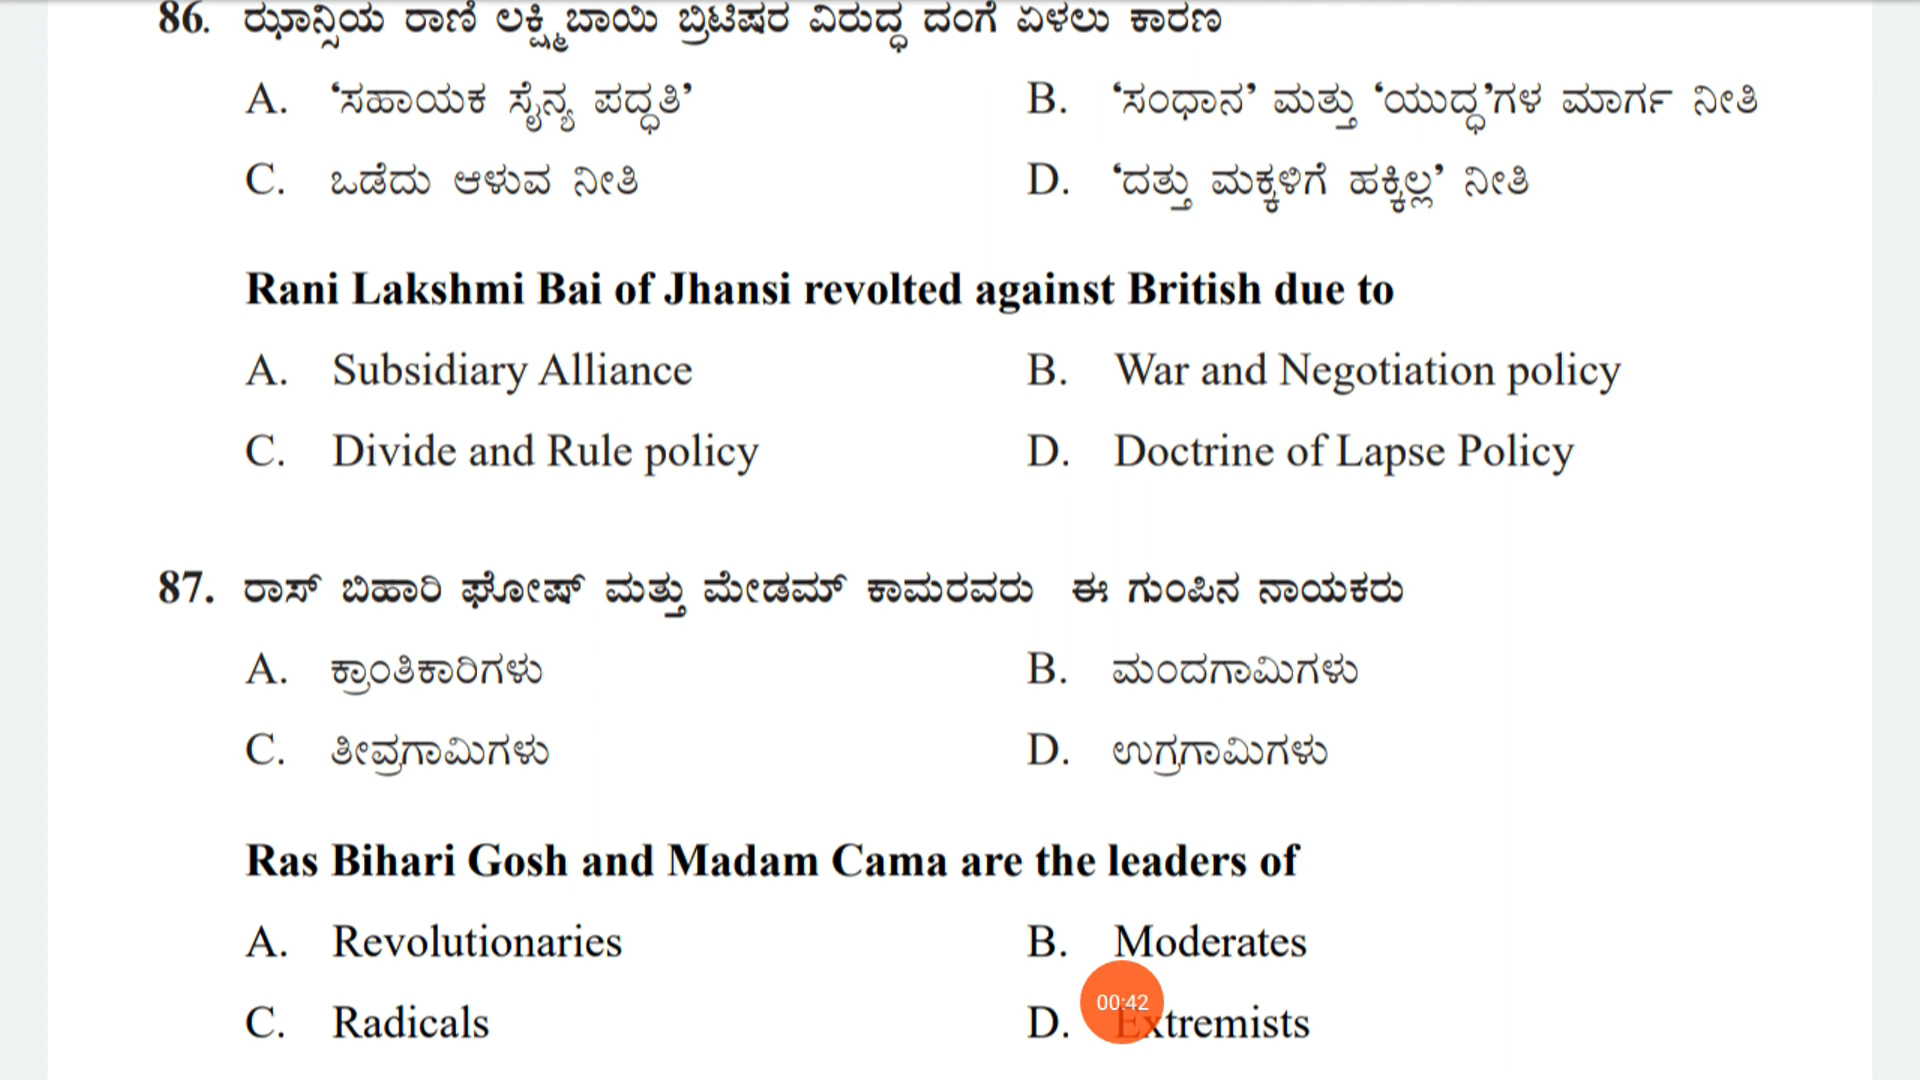 86. ಝಾನ್ಸಿಯ ರಾಣಿ ಲಕ್ಷ್ಮಿಬಾಯಿ ಬ್ರಿಟಿಷರ ವಿರುದ್ಧ ದಂಗೆ ಏಳಲು ಕಾರಣ
A. ‘ಸಹಾಯಕ ಸೈನ್ಯ ಪದ್ಧತಿ’ B. ‘ಸಂಧಾನ’ ಮತ್ತು ‘ಯುದ್ಧ’ಗಳ ಮಾರ್ಗ ನೀತಿ
C. ಒಡೆದು ಆಳುವ ನೀತಿ D. ‘ದತ್ತು ಮಕ್ಕಳಿಗೆ ಹಕ್ಕಿಲ್ಲ’ ನೀತಿ
Rani Lakshmi Bai of Jhansi revolted against British due to
A. Subsidiary Alliance B. War and Negotiation policy
C. Divide and Rule policy D. Doctrine of Lapse Policy
87. ರಾಸ್ ಬಿಹಾರಿ ಘೋಷ್ ಮತ್ತು ಮೇಡಮ್ ಕಾಮರವರು ಈ ಗುಂಪಿನ ನಾಯಕರು
A. ಕ್ರಾಂತಿಕಾರಿಗಳು B. ಮಂದಗಾಮಿಗಳು
C. ತೀವ್ರಗಾಮಿಗಳು D. ಉಗ್ರಗಾಮಿಗಳು
Ras Bihari Gosh and Madam Cama are the leaders of
A. Revolutionaries B. Moderates
00:42
C. Radicals D. Extremists